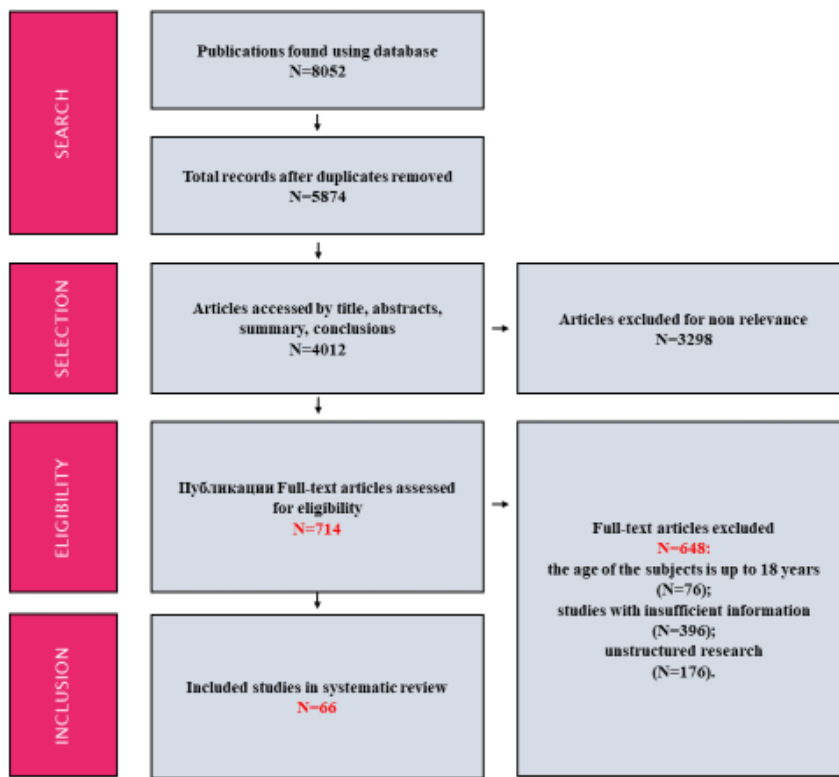 SEARCH
Publications found using database
N=8052
Total records after duplicates removed
N=5874
SELECTION
Articles accessed by title, abstracts,
summary, conclusions
N=4012
Articles excluded for non relevance
N=3298
ELIGIBILITY
Публикации Full-text articles assessed
for eligibility
N=714
Full-text articles excluded
N=648:
the age of the subjects is up to 18 years
(N=76);
studies with insufficient information
(N=396);
unstructured research
(N=176).
INCLUSION
Included studies in systematic review
N=66